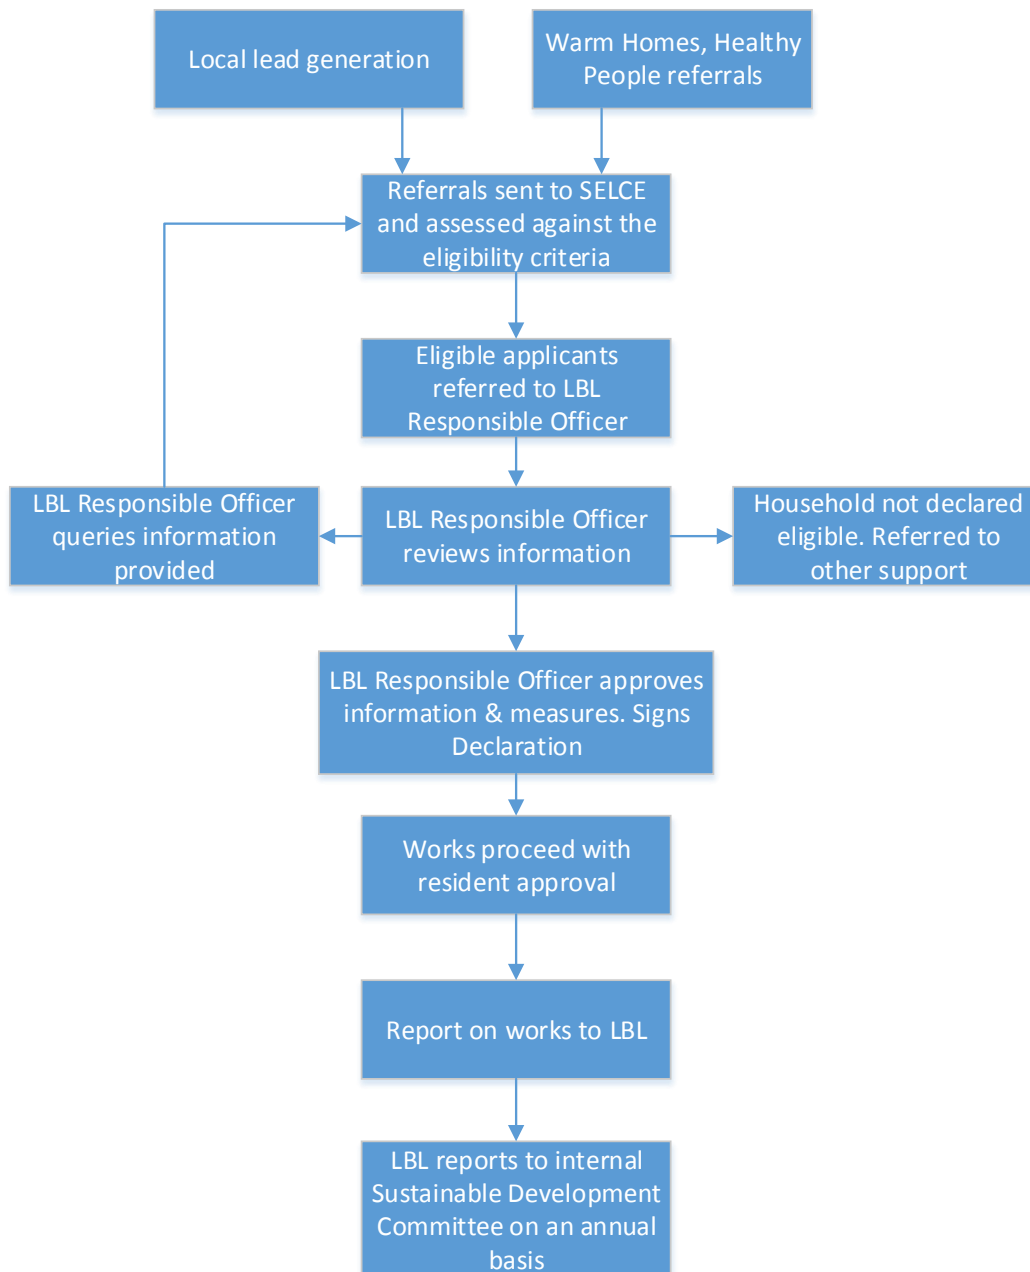 Local lead generation
Warm Homes, Healthy
People referrals
Referrals sent to SELCE
and assessed against the
eligibility criteria
Eligible applicants
referred to LBL
Responsible Officer
LBL Responsible Officer
queries information
provided
LBL Responsible Officer
reviews information
Household not declared
eligible. Referred to
other support
LBL Responsible Officer approves
information & measures. Signs
Declaration
Works proceed with
resident approval
Report on works to LBL
LBL reports to internal
Sustainable Development
Committee on an annual
basis